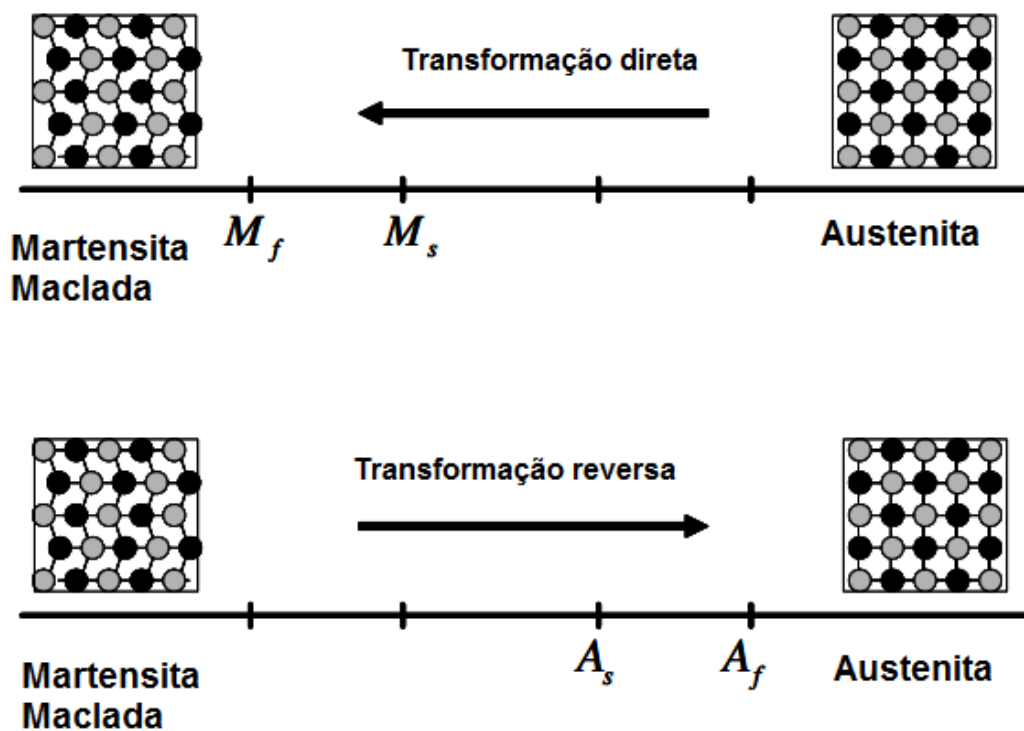 Transformação direta
M_f M_s
Austenita
Martensita
Maclada
Transformação reversa
A_s A_f
Austenita
Martensita
Maclada